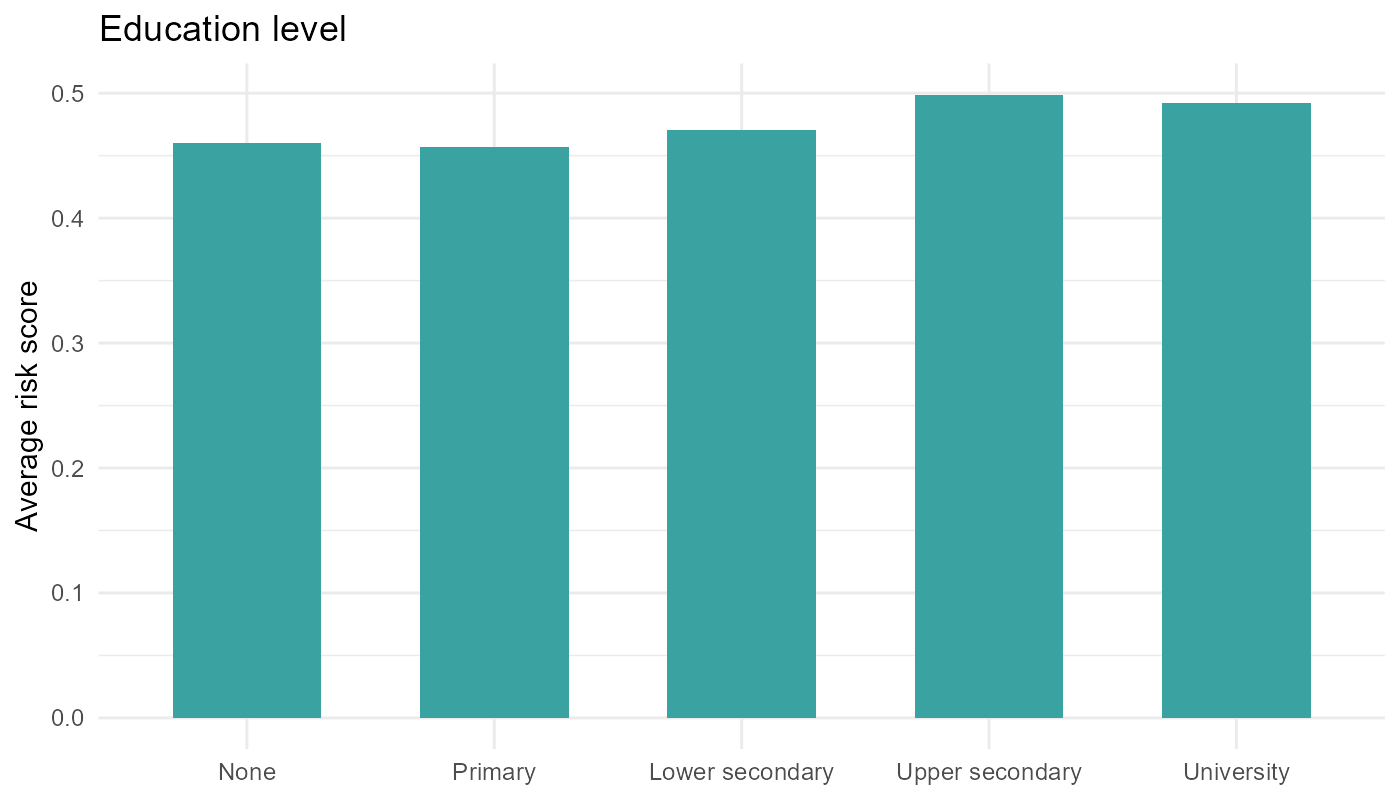 Education level
Average risk score
0.5
0.4
0.3
0.2
0.1
0.0
None
Primary
Lower secondary
Upper secondary
University